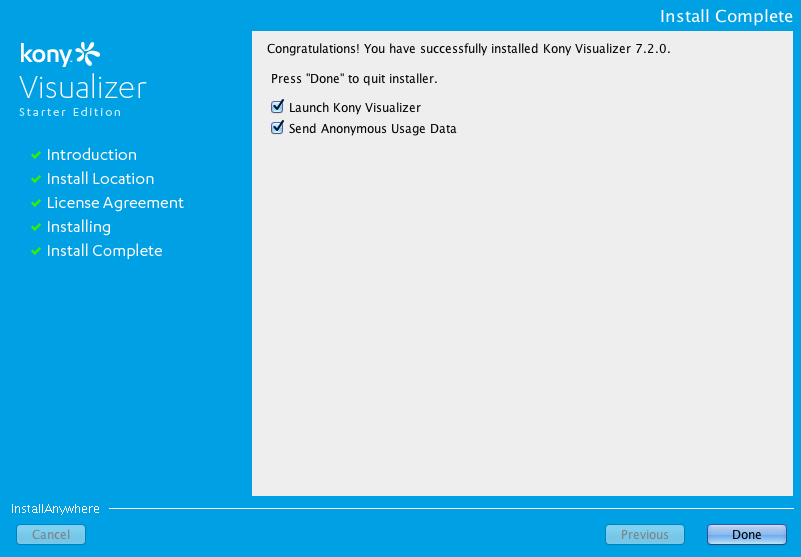 Install Complete
kony
Visualizer
Starter Edition
Introduction
Install Location
License Agreement
Installing
Install Complete
Congratulations! You have successfully installed Kony Visualizer 7.2.0.
Press "Done" to quit installer.
Launch Kony Visualizer
Send Anonymous Usage Data
InstallAnywhere
Cancel
Previous
Done